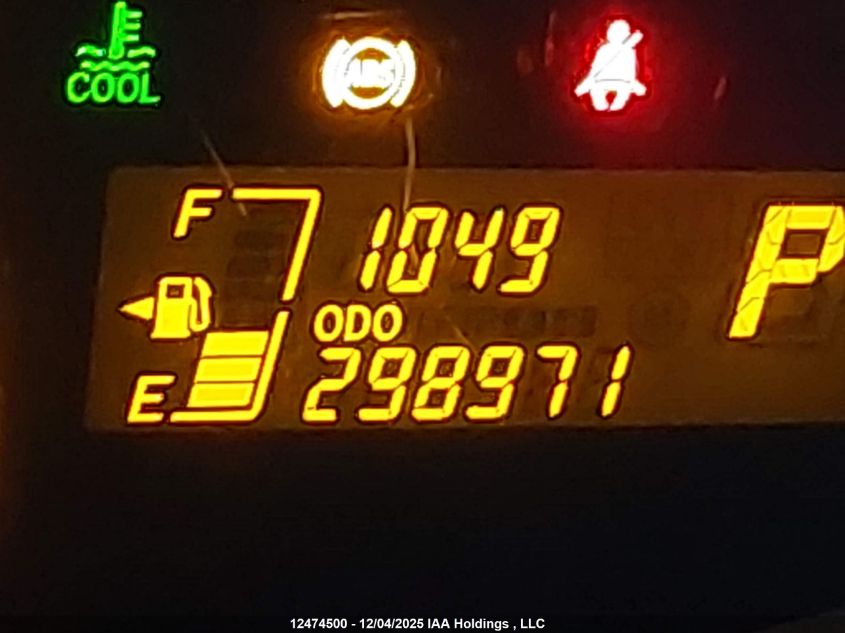 COOL
ABS
F
1049
P
ODO
298971
E
12474500 - 12/04/2025 IAA Holdings , LLC